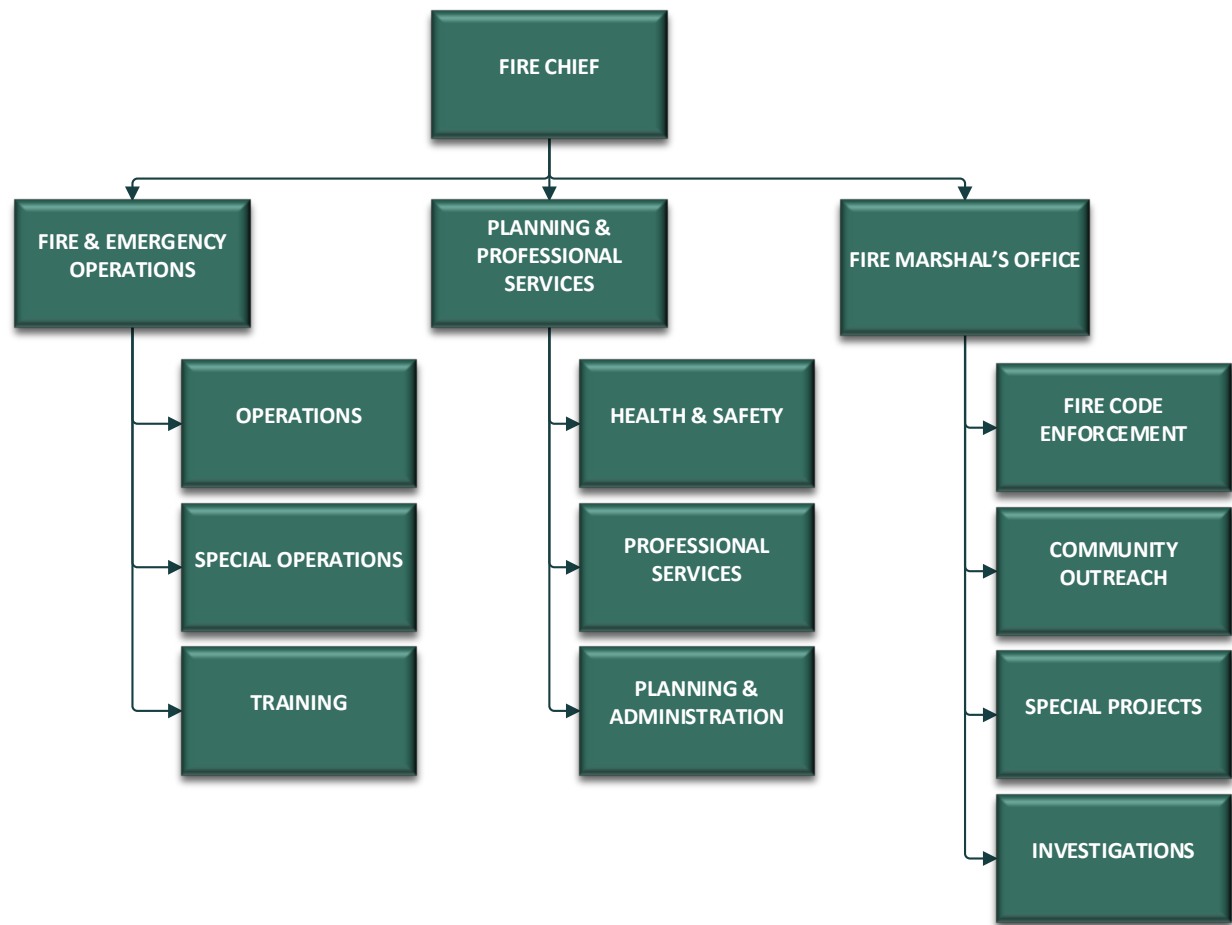 FIRE CHIEF
FIRE & EMERGENCY
OPERATIONS
PLANNING &
PROFESSIONAL
SERVICES
FIRE MARSHAL’S OFFICE
OPERATIONS
SPECIAL OPERATIONS
TRAINING
HEALTH & SAFETY
PROFESSIONAL
SERVICES
PLANNING &
ADMINISTRATION
FIRE CODE
ENFORCEMENT
COMMUNITY
OUTREACH
SPECIAL PROJECTS
INVESTIGATIONS